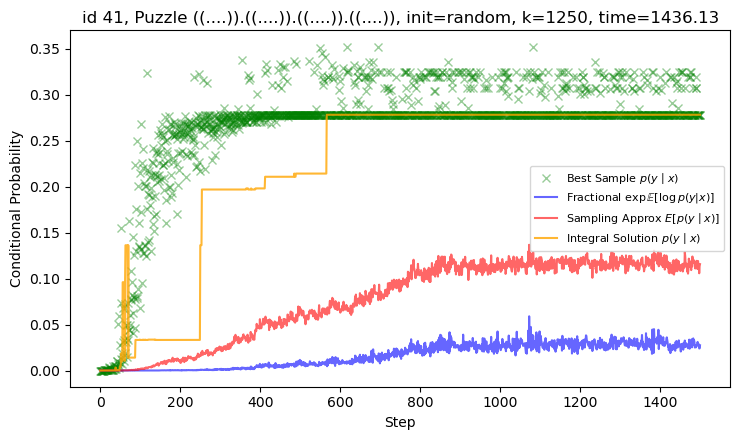 id 41, Puzzle ((....)).((....)).((....)).((....)), init=random, k=1250, time=1436.13
0.35
0.30
0.25
0.20
0.15
0.10
0.05
0.00
Conditional Probability
Best Sample p(y | x)
Fractional exp 𝔼[log p(y|x)]
Sampling Approx E[p(y | x)]
Integral Solution p(y | x)
0 200 400 600 800 1000 1200 1400
Step